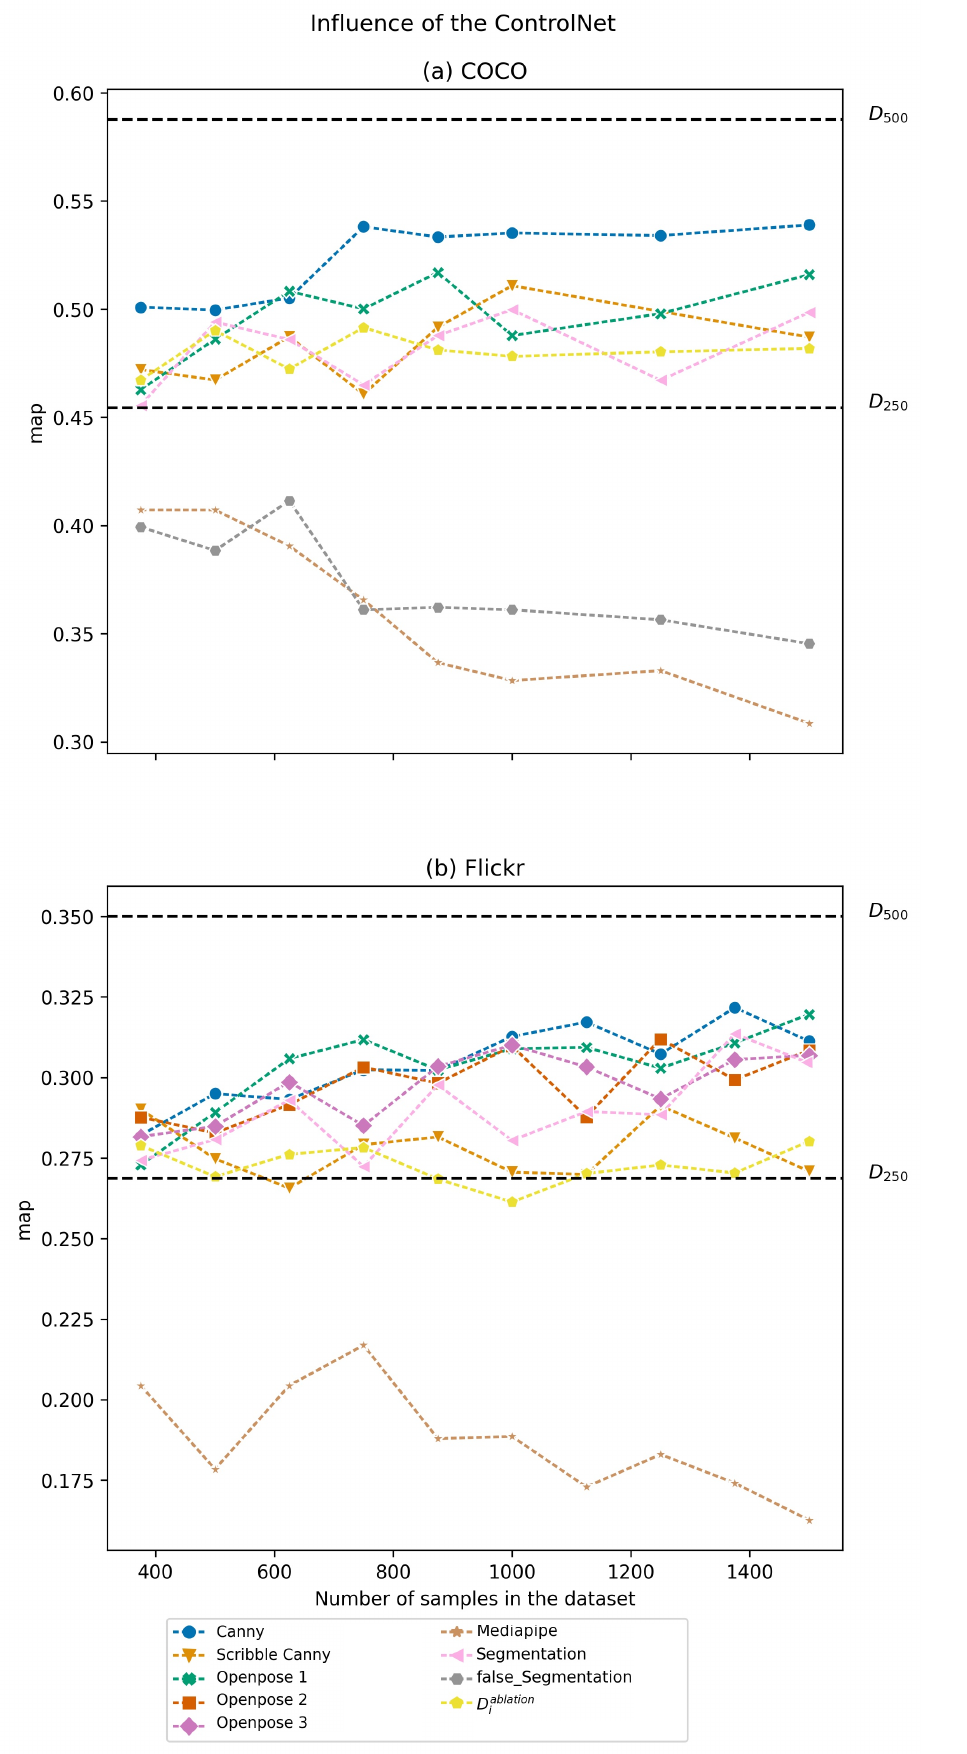 Influence of the ControlNet
(a) COCO
0.60
0.55
0.50
0.45
0.40
0.35
0.30
map
D500
D250
(b) Flickr
0.350
0.325
0.300
0.275
0.250
0.225
0.200
0.175
map
D500
D250
400 600 800 1000 1200 1400
Number of samples in the dataset
Canny
Scribble Canny
Openpose 1
Openpose 2
Openpose 3
Mediapipe
Segmentation
false_Segmentation
D_i^ablation